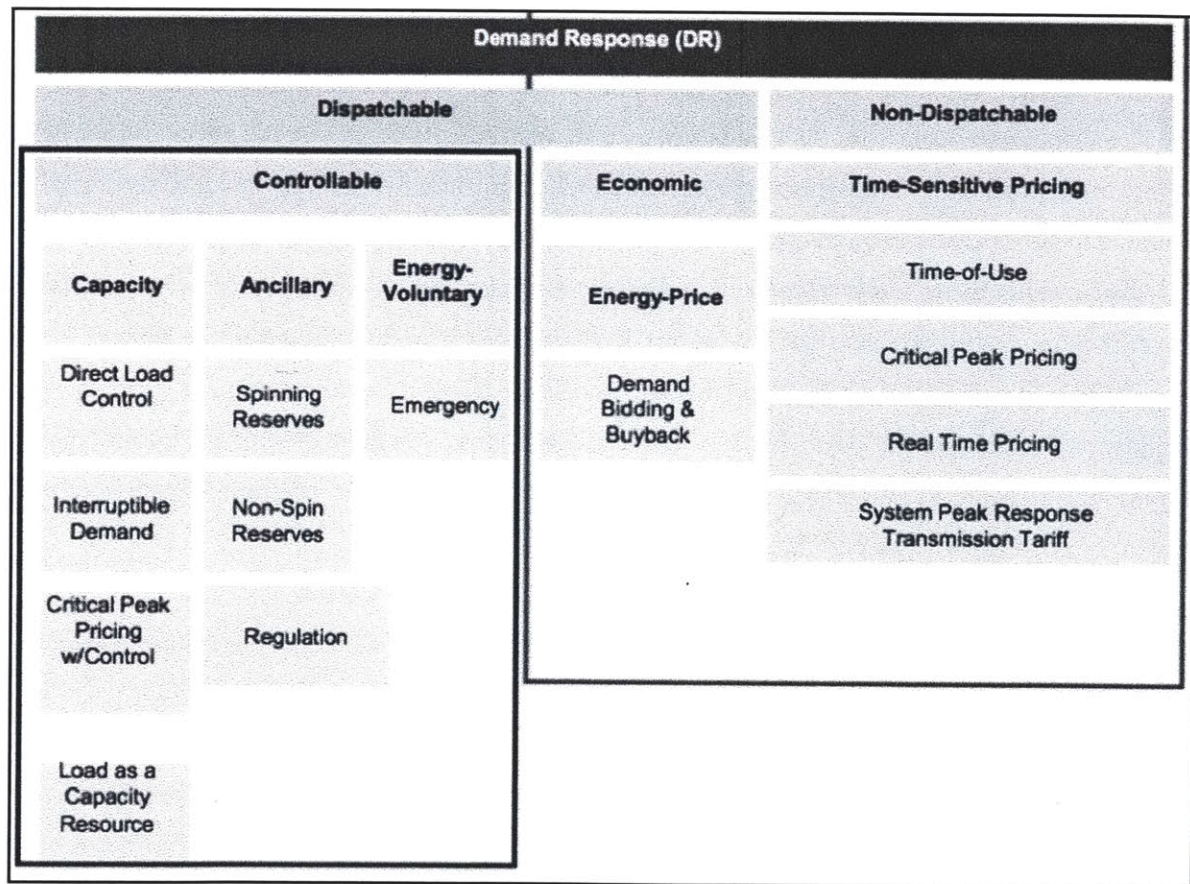 Demand Response (DR)
Dispatchable
Non-Dispatchable
Controllable
Economic
Time-Sensitive Pricing
Capacity
Ancillary
Energy-
Voluntary
Energy-Price
Time-of-Use
Critical Peak Pricing
Direct Load
Control
Spinning
Reserves
Emergency
Demand
Bidding &
Buyback
Real Time Pricing
Interruptible
Demand
Non-Spin
Reserves
System Peak Response
Transmission Tariff
Critical Peak
Pricing
w/Control
Regulation
Load as a
Capacity
Resource